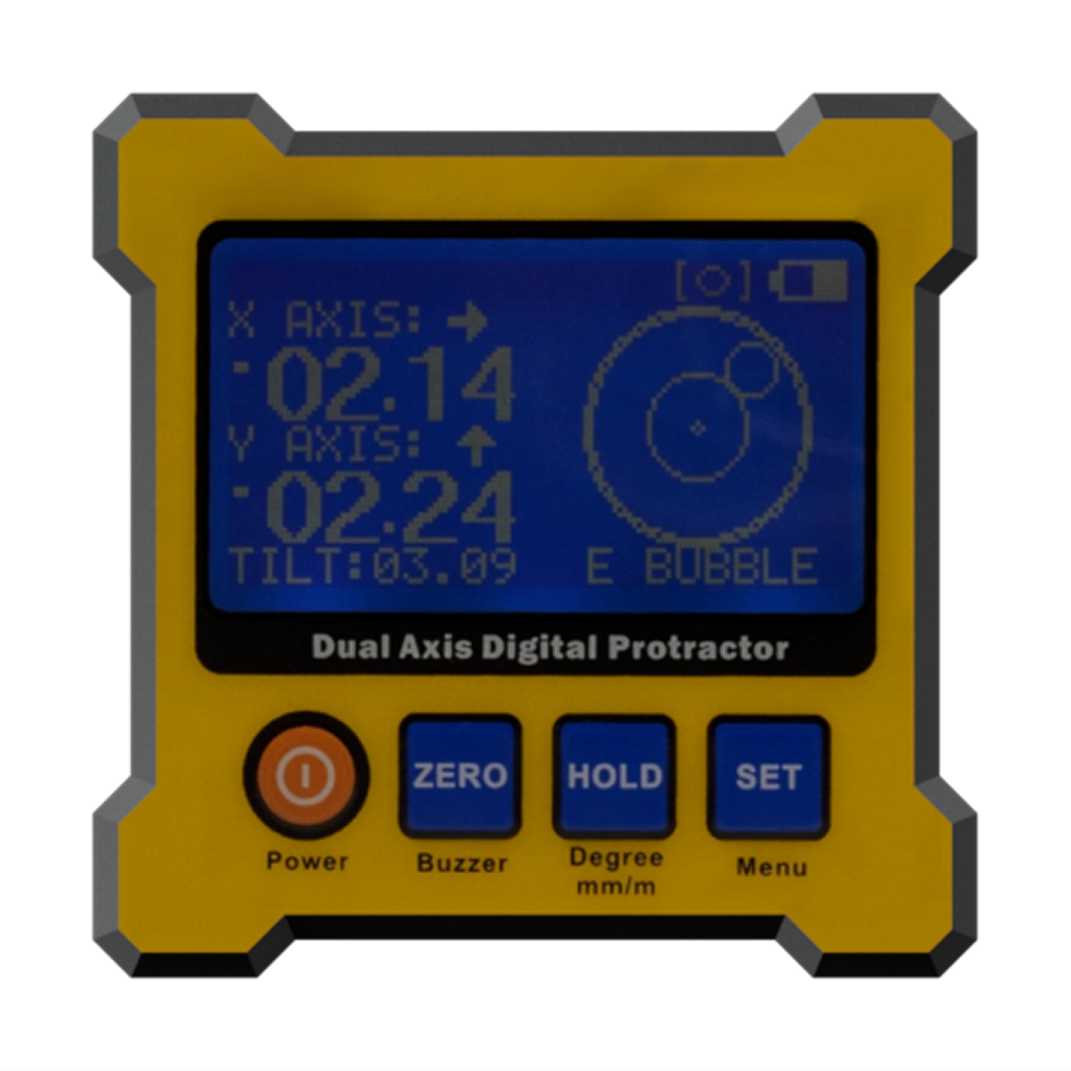 X AXIS: →
-02.14
Y AXIS: ↑
-02.24
TILT:03.09
E BUBBLE
Dual Axis Digital Protractor
ZERO
HOLD
SET
Power
Buzzer
Degree
mm/m
Menu